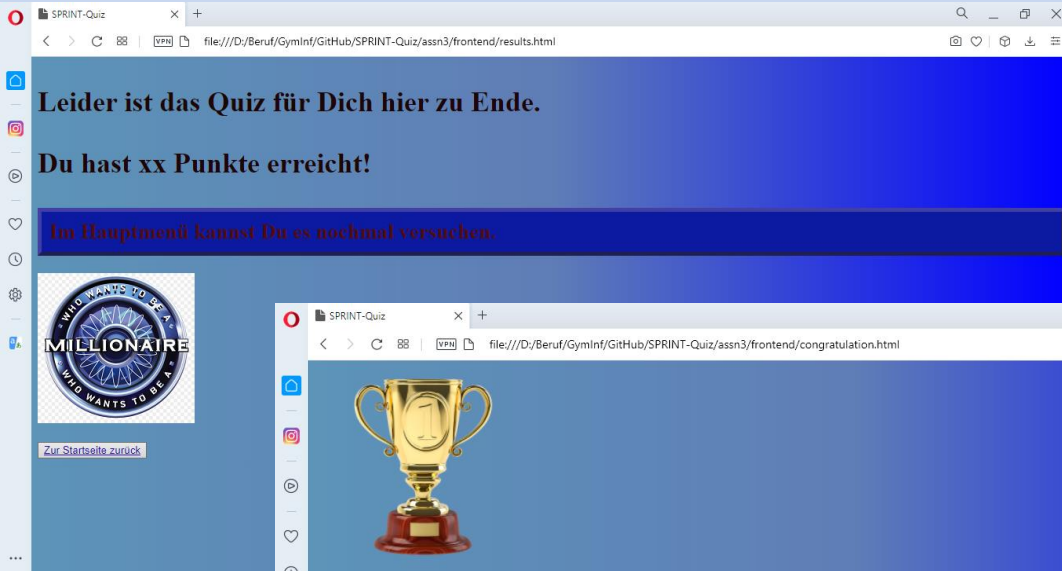 SPRINT-Quiz
VPN file:///D:/Beruf/GymInf/GitHub/SPRINT-Quiz/assn3/frontend/results.html
Leider ist das Quiz für Dich hier zu Ende.
Du hast xx Punkte erreicht!
Im Hauptmenü kannst Du es nochmal versuchen.
WHO WANTS TO BE A
MILLIONAIRE
WHO WANTS TO BE A
Zur Startseite zurück
SPRINT-Quiz
VPN file:///D:/Beruf/GymInf/GitHub/SPRINT-Quiz/assn3/frontend/congratulation.html
1